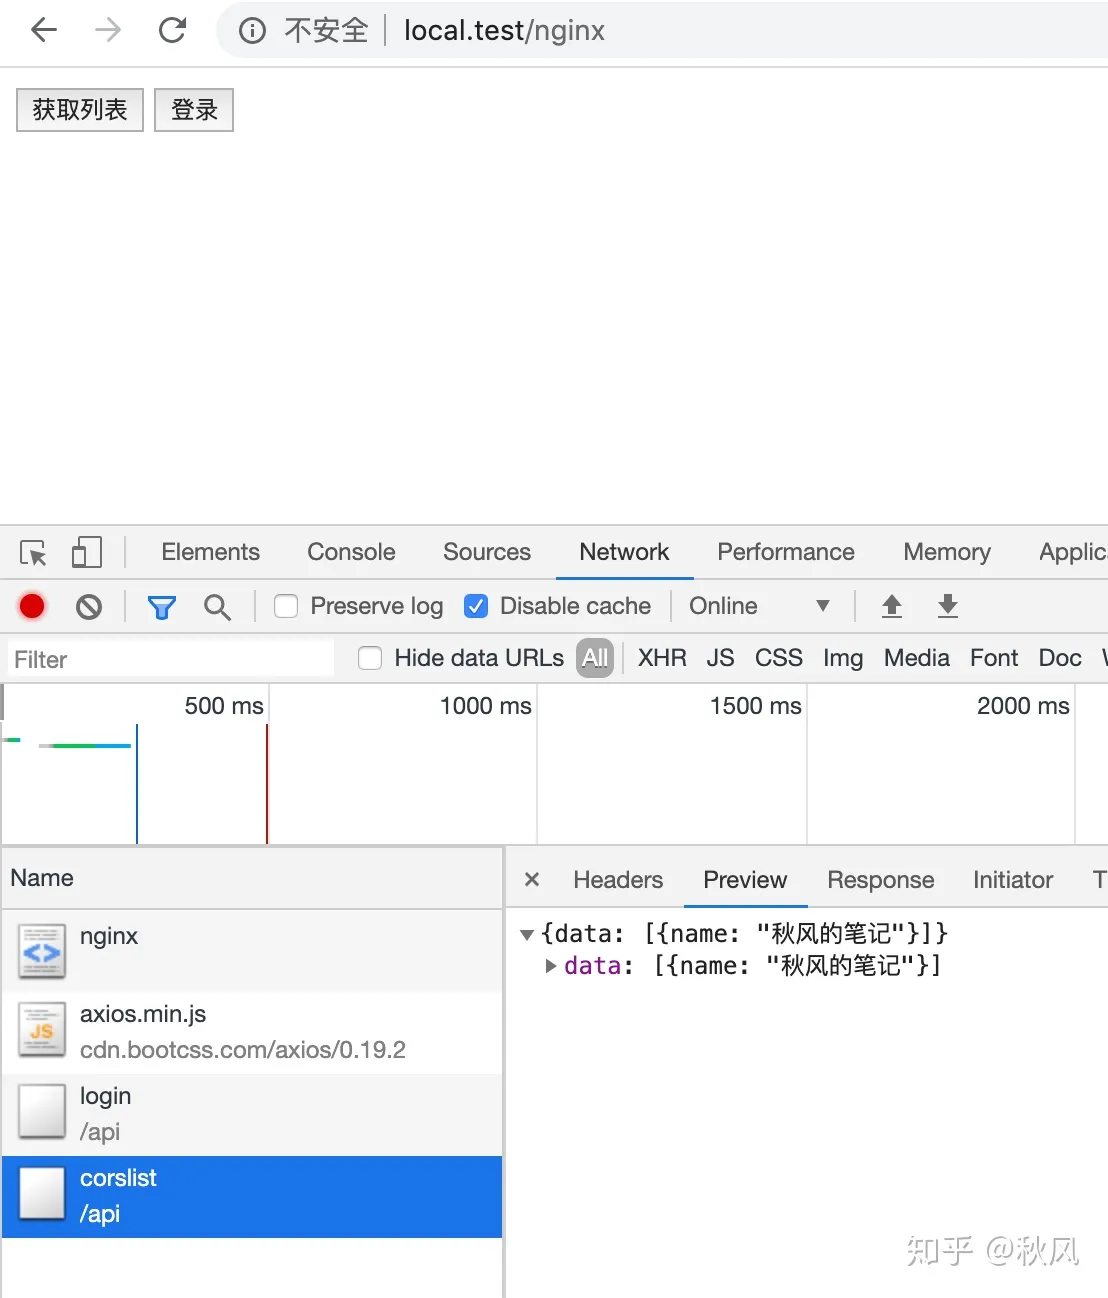 不安全 local.test/nginx
获取列表 登录
Elements Console Sources Network Performance Memory Applic
Preserve log Disable cache Online
Filter Hide data URLs All XHR JS CSS Img Media Font Doc
500 ms 1000 ms 1500 ms 2000 ms
Name
× Headers Preview Response Initiator T
nginx
axios.min.js
cdn.bootcss.com/axios/0.19.2
login
/api
corslist
/api
{data: [{name: "秋风的笔记"}]}
data: [{name: "秋风的笔记"}]
知乎 @秋风